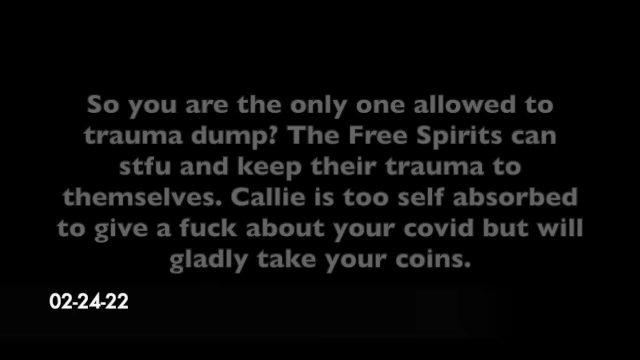 So you are the only one allowed to
trauma dump? The Free Spirits can
stfu and keep their trauma to
themselves. Callie is too self absorbed
to give a fuck about your covid but will
gladly take your coins.
02-24-22